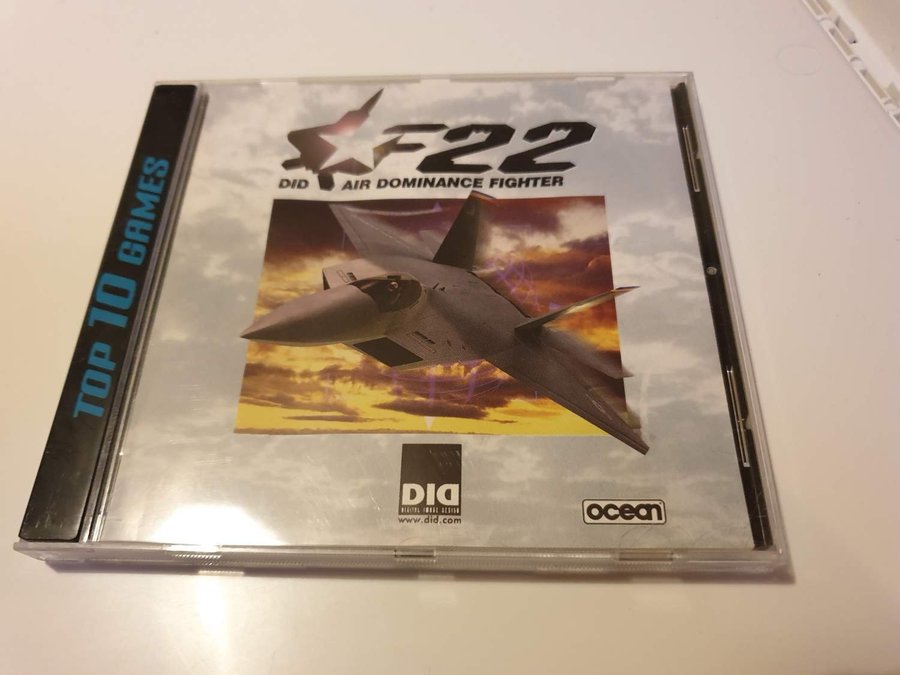 TOP 10 GAMES
F22
DID AIR DOMINANCE FIGHTER
DID
DIGITAL IMAGE DESIGN
www.did.com
ocean